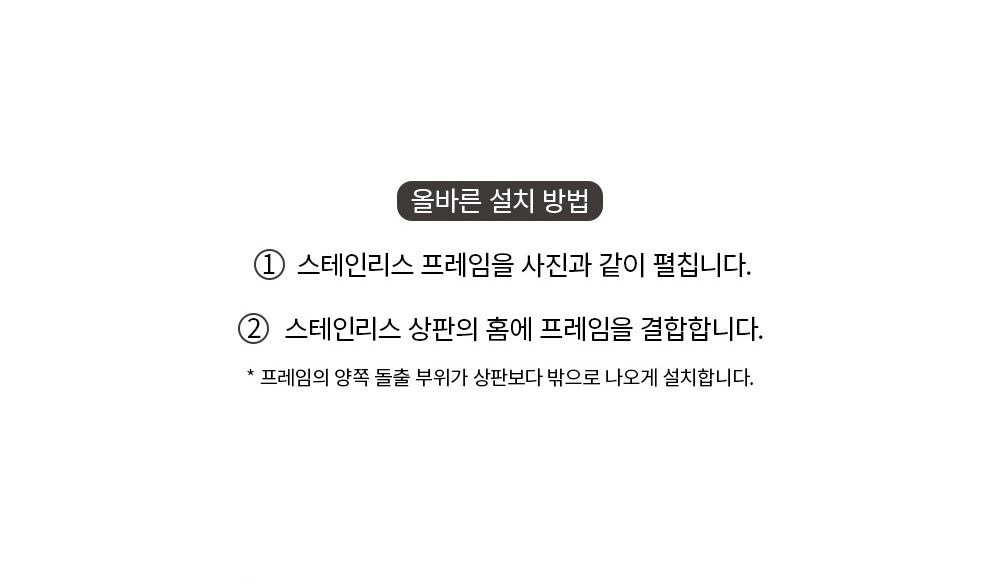 올바른 설치 방법
① 스테인리스 프레임을 사진과 같이 펼칩니다.
② 스테인리스 상판의 홈에 프레임을 결합합니다.
* 프레임의 양쪽 돌출 부위가 상판보다 밖으로 나오게 설치합니다.